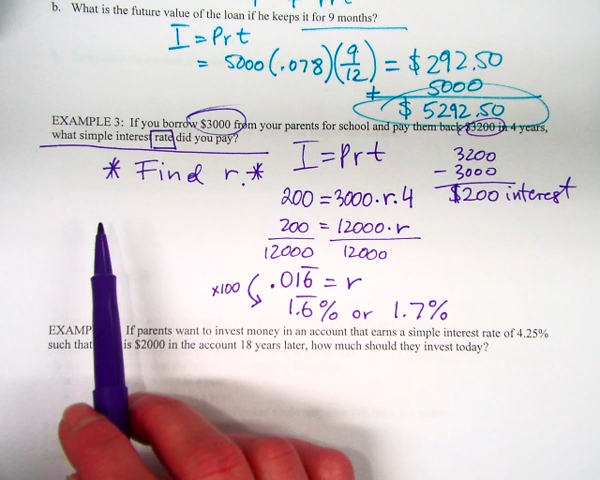 b. What is the future value of the loan if he keeps it for 9 months?
I = Prt
= 5000(.078)(9/12) = $292.50
+ 5000
$5292.50
EXAMPLE 3: If you borrow $3000 from your parents for school and pay them back $3200 in 4 years,
what simple interest rate did you pay?
* Find r. *
I = Prt
3200
- 3000
$200 interest
200 = 3000·r·4
200 = 12000·r
12000 12000
x100
.016̅ = r
1.6̅% or 1.7%
EXAMP If parents want to invest money in an account that earns a simple interest rate of 4.25%
such that is $2000 in the account 18 years later, how much should they invest today?